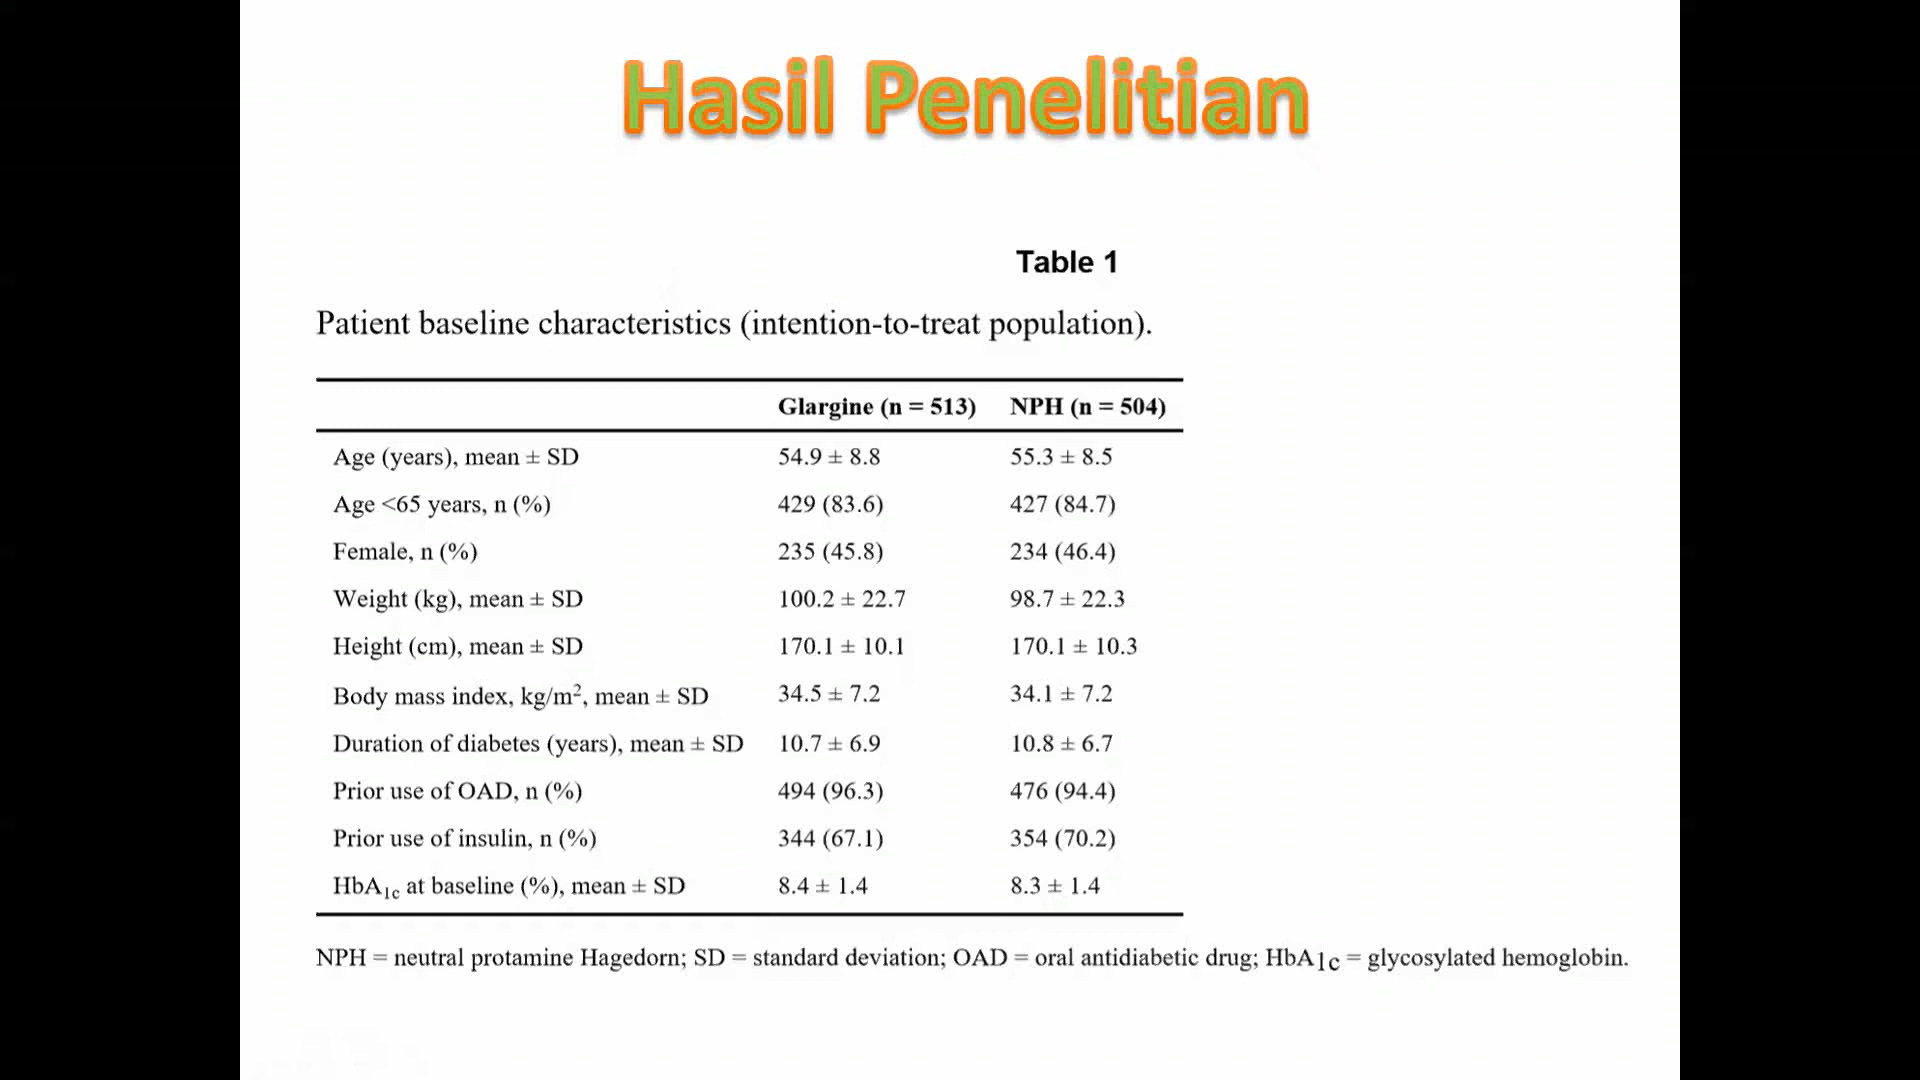 Hasil Penelitian
Table 1
Patient baseline characteristics (intention-to-treat population).
Glargine (n = 513) NPH (n = 504)
Age (years), mean ± SD 54.9 ± 8.8 55.3 ± 8.5
Age <65 years, n (%) 429 (83.6) 427 (84.7)
Female, n (%) 235 (45.8) 234 (46.4)
Weight (kg), mean ± SD 100.2 ± 22.7 98.7 ± 22.3
Height (cm), mean ± SD 170.1 ± 10.1 170.1 ± 10.3
Body mass index, kg/m², mean ± SD 34.5 ± 7.2 34.1 ± 7.2
Duration of diabetes (years), mean ± SD 10.7 ± 6.9 10.8 ± 6.7
Prior use of OAD, n (%) 494 (96.3) 476 (94.4)
Prior use of insulin, n (%) 344 (67.1) 354 (70.2)
HbA1c at baseline (%), mean ± SD 8.4 ± 1.4 8.3 ± 1.4
NPH = neutral protamine Hagedorn; SD = standard deviation; OAD = oral antidiabetic drug; HbA1c = glycosylated hemoglobin.